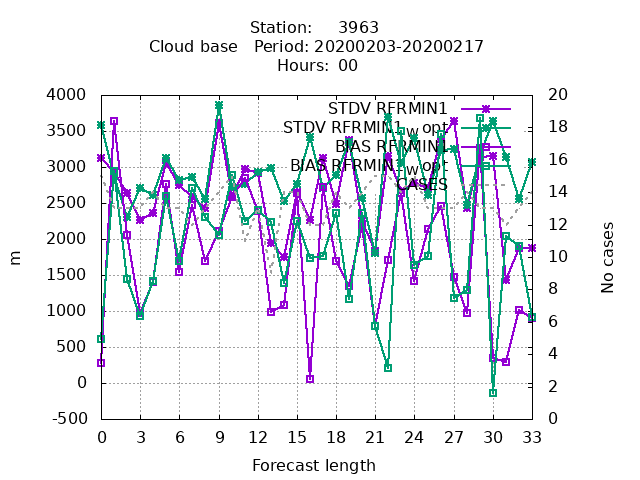 Station: 3963
Cloud base Period: 20200203-20200217
Hours: 00
4000
3500
3000
2500
2000
1500
1000
500
0
-500
m
STDV RFRMIN1
STDV RFRMIN1_W_opt
BIAS RFRMIN1
BIAS RFRMIN1_W_opt
CASES
20
18
16
14
12
10
8
6
4
2
0
No cases
0 3 6 9 12 15 18 21 24 27 30 33
Forecast length